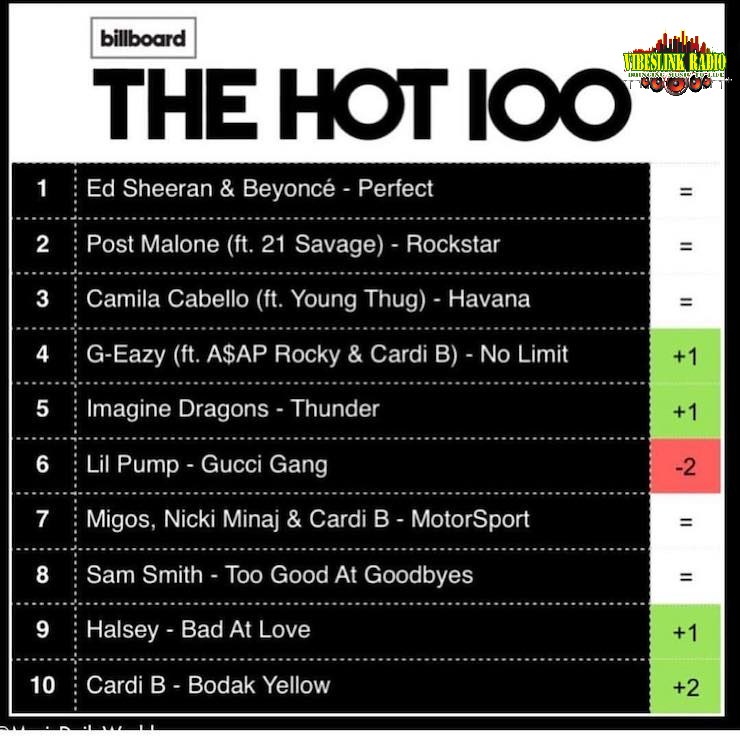 billboard
VIBESLINK RADIO
THE HOT 100
1 Ed Sheeran & Beyoncé - Perfect =
2 Post Malone (ft. 21 Savage) - Rockstar =
3 Camila Cabello (ft. Young Thug) - Havana =
4 G-Eazy (ft. A$AP Rocky & Cardi B) - No Limit +1
5 Imagine Dragons - Thunder +1
6 Lil Pump - Gucci Gang -2
7 Migos, Nicki Minaj & Cardi B - MotorSport =
8 Sam Smith - Too Good At Goodbyes =
9 Halsey - Bad At Love +1
10 Cardi B - Bodak Yellow +2